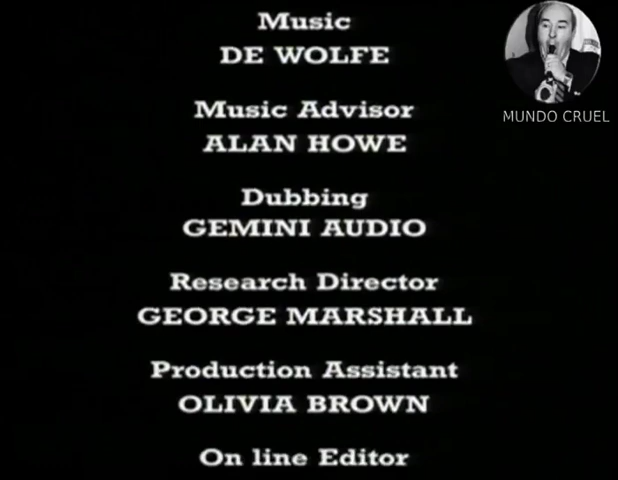 Music
DE WOLFE
MUNDO CRUEL
Music Advisor
ALAN HOWE
Dubbing
GEMINI AUDIO
Research Director
GEORGE MARSHALL
Production Assistant
OLIVIA BROWN
On line Editor